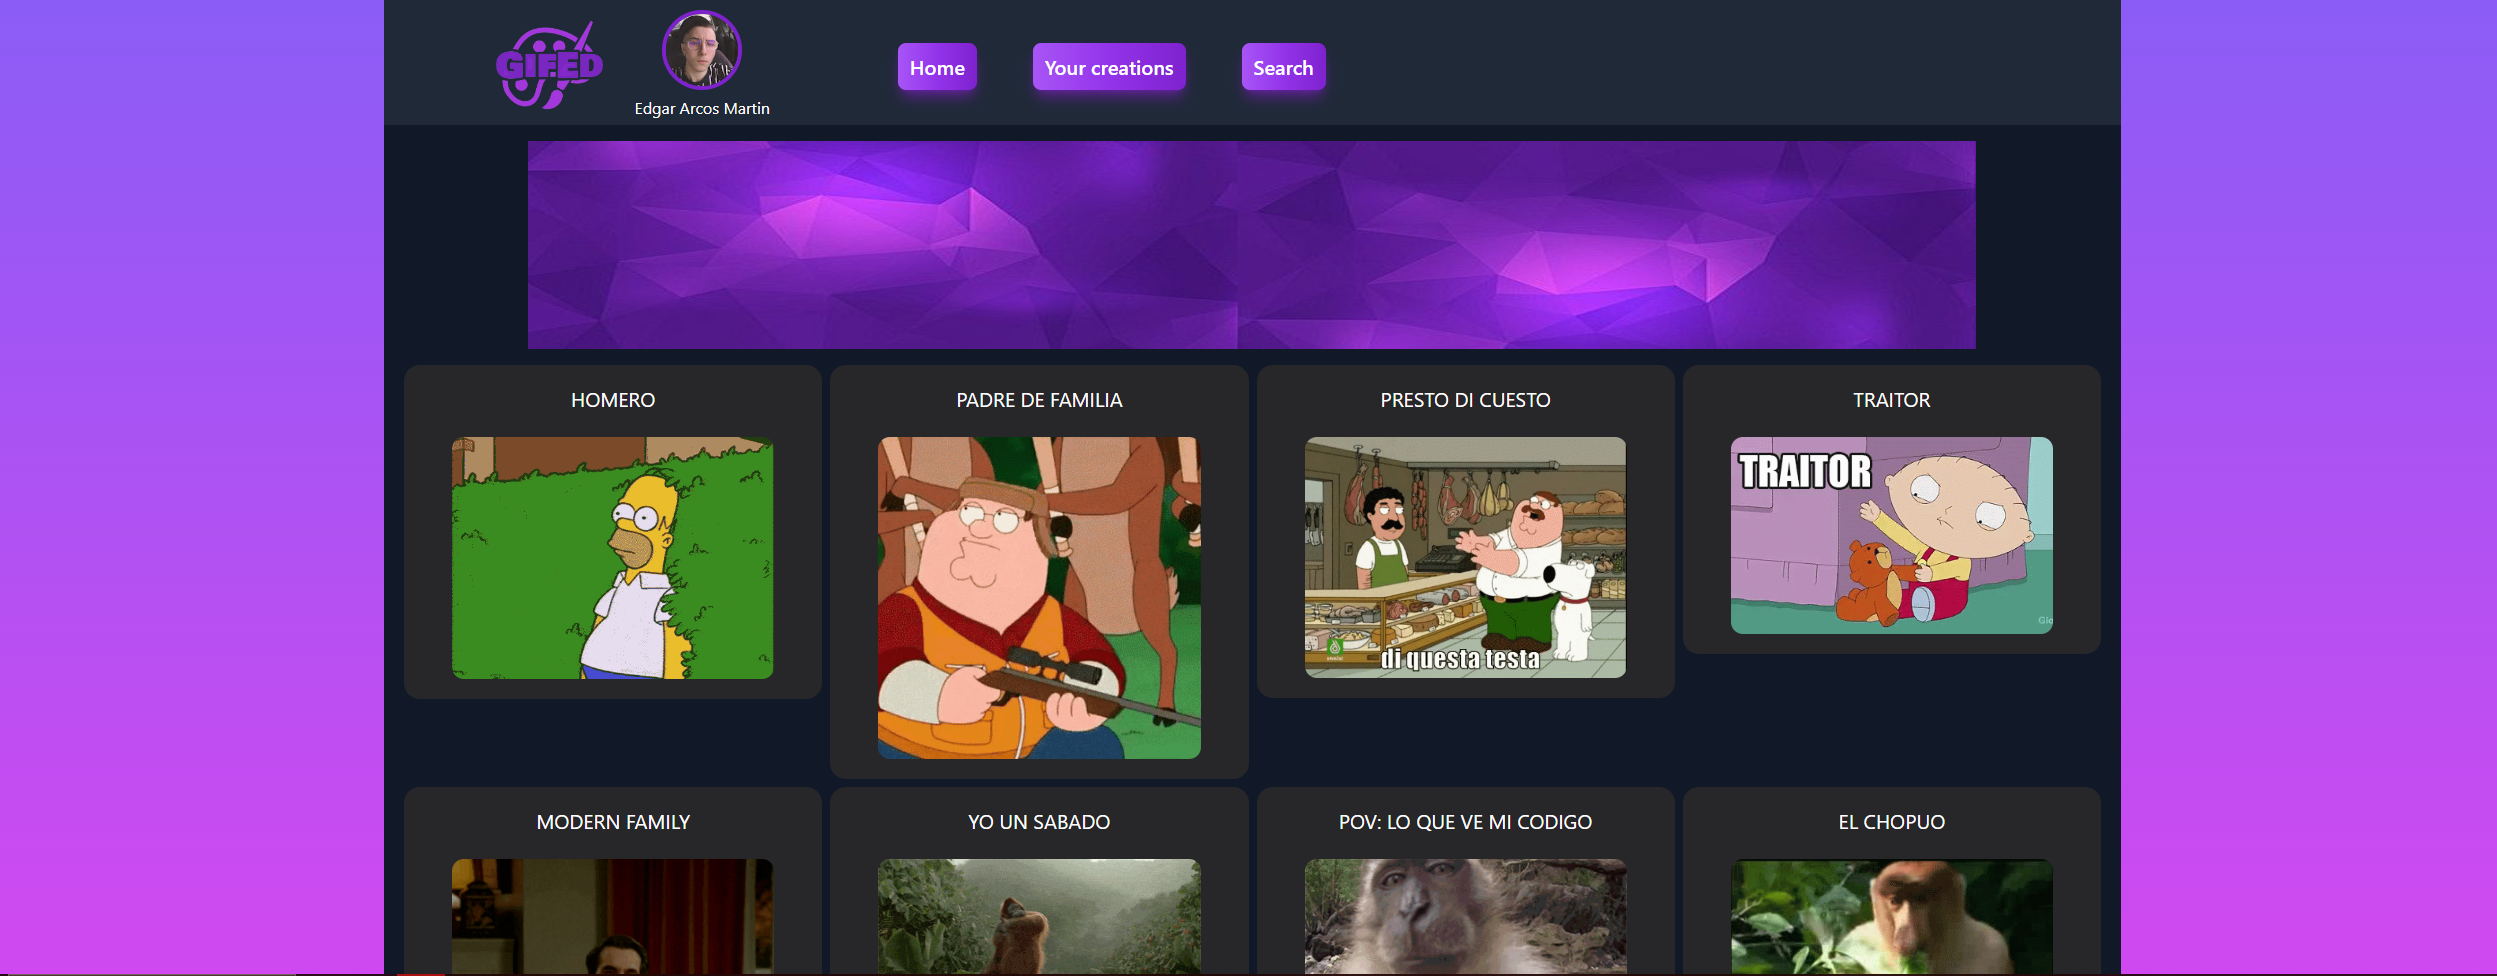 GIFED
Edgar Arcos Martin
Home
Your creations
Search
HOMERO
PADRE DE FAMILIA
PRESTO DI CUESTO
TRAITOR
di questa testa
TRAITOR
MODERN FAMILY
YO UN SABADO
POV: LO QUE VE MI CODIGO
EL CHOPUO